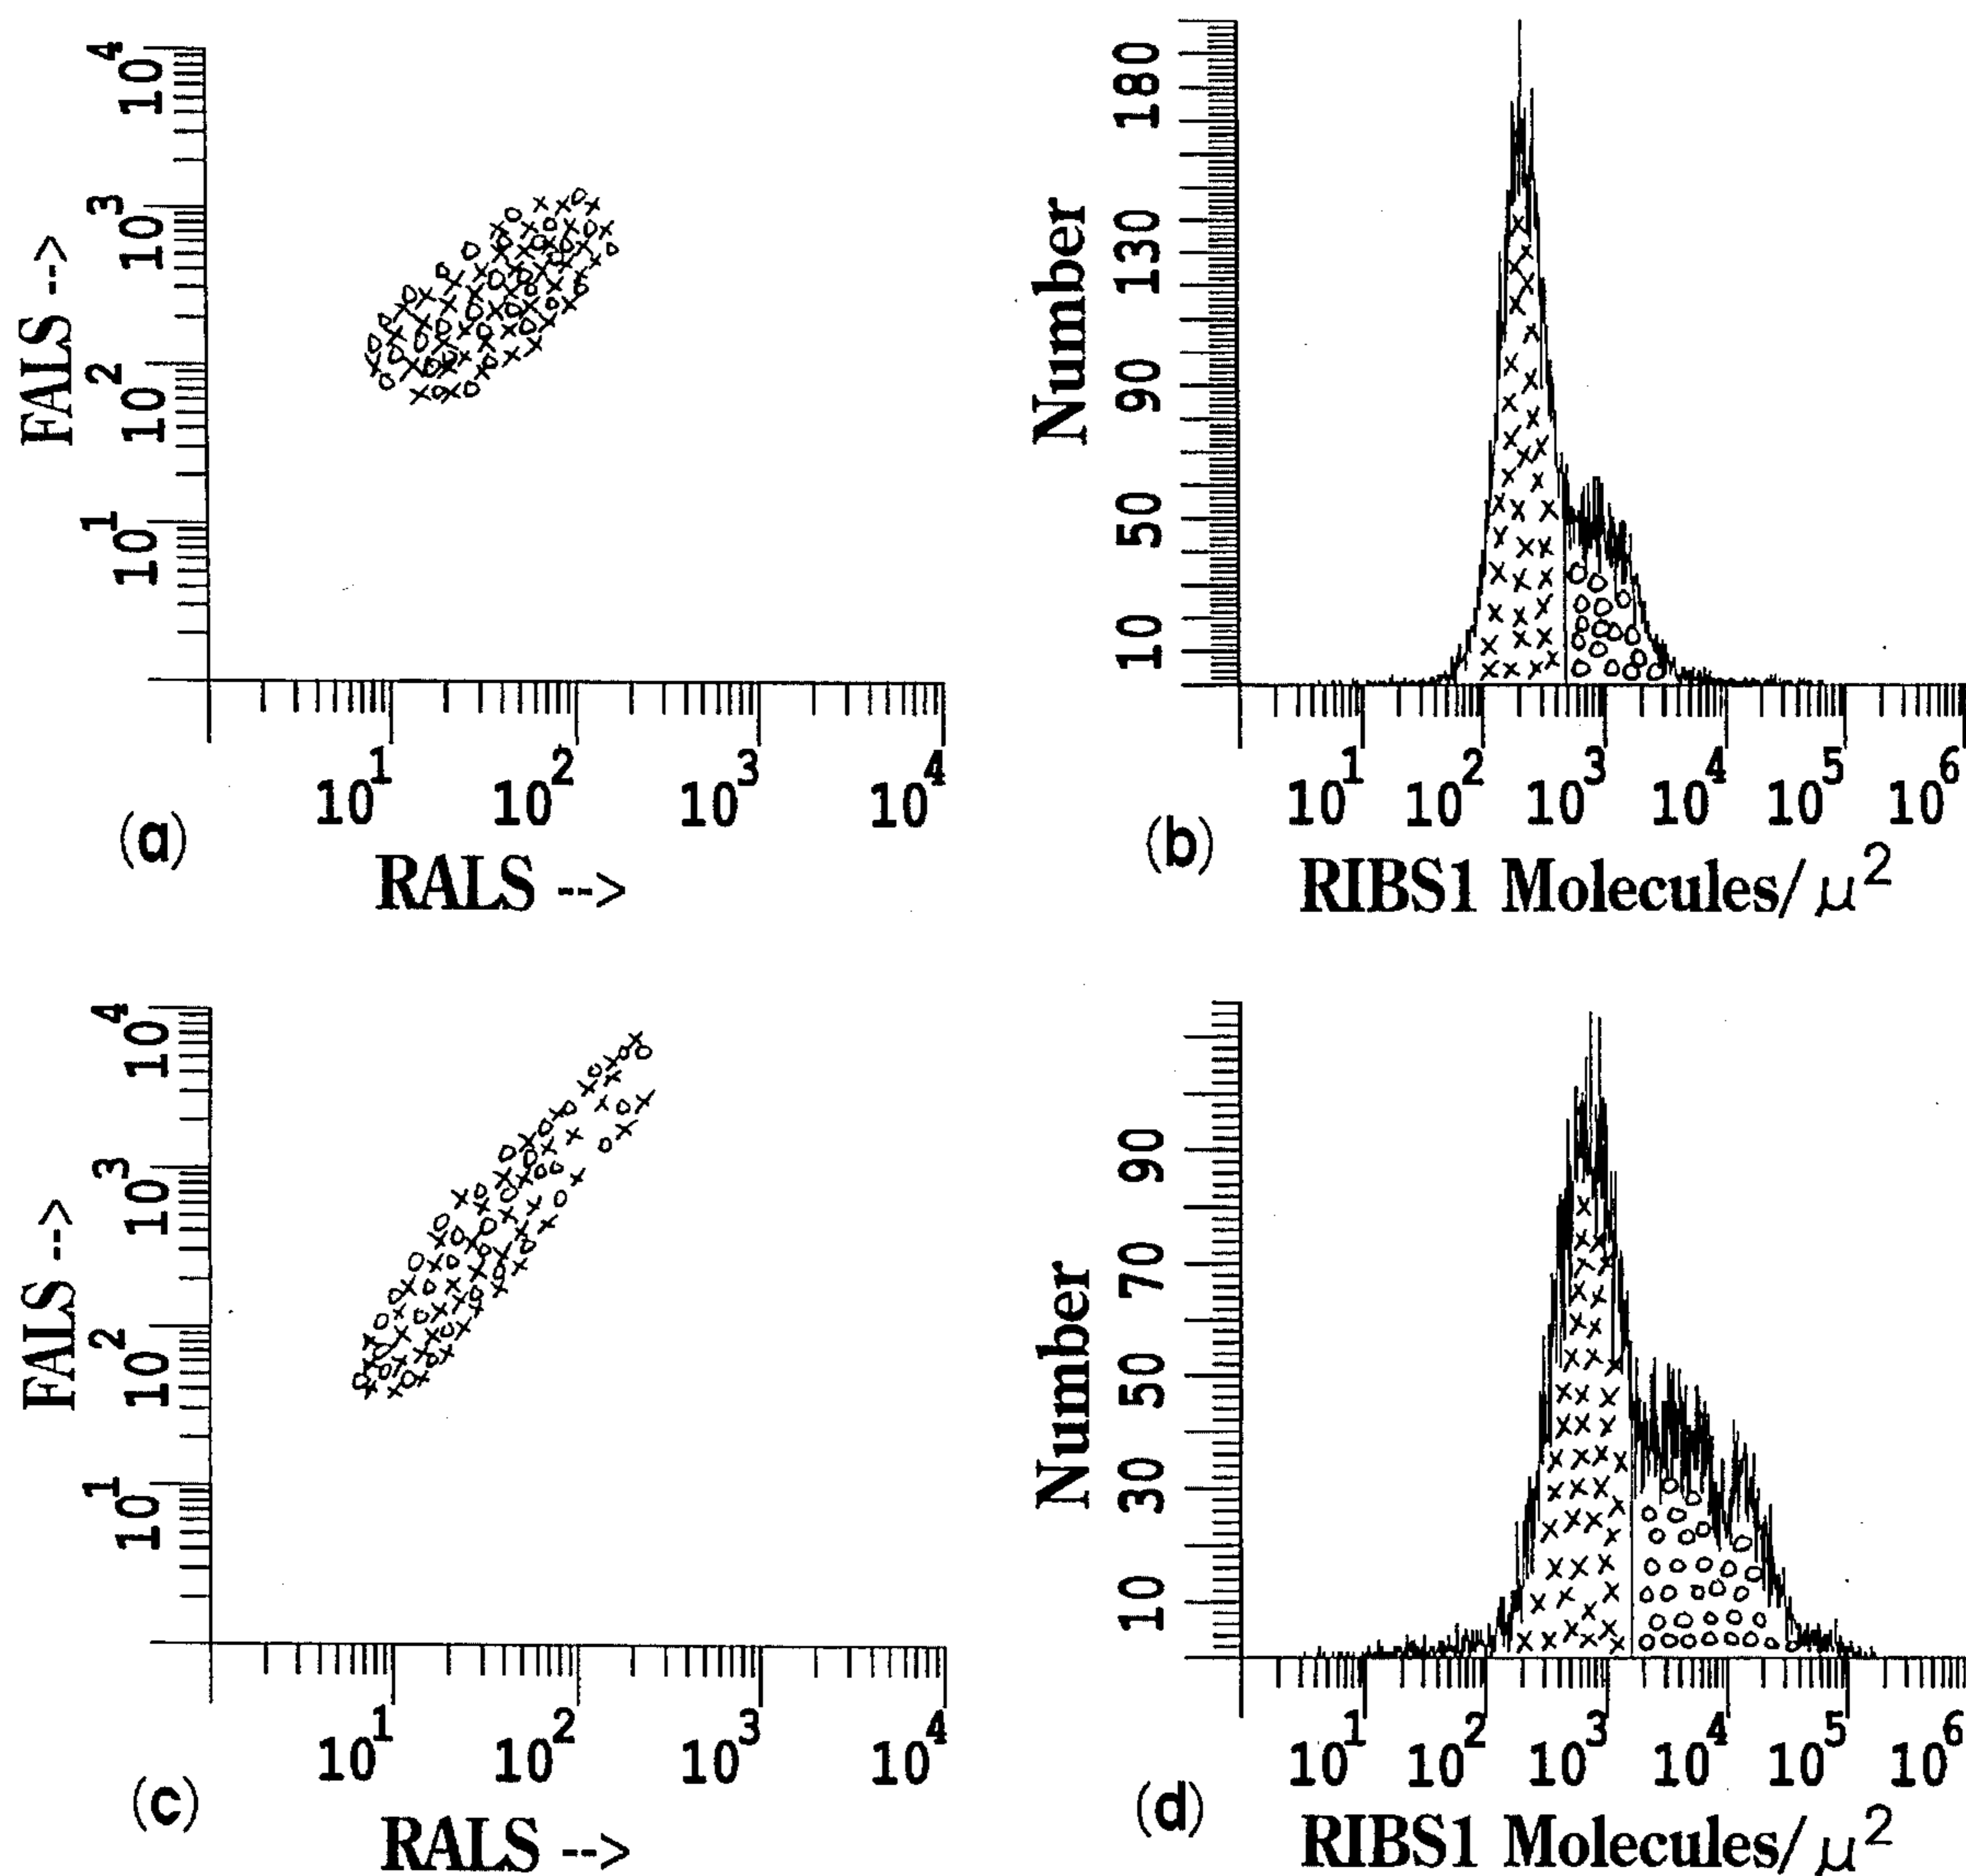 10^4
10^3
10^2
10^1
FALS -->
10^1 10^2 10^3 10^4
RALS -->
(a)
180
130
90
50
10
Number
10^1 10^2 10^3 10^4 10^5 10^6
RIBS1 Molecules/μ^2
(b)
10^4
10^3
10^2
10^1
FALS -->
10^1 10^2 10^3 10^4
RALS -->
(c)
90
70
50
30
10
Number
10^1 10^2 10^3 10^4 10^5 10^6
RIBS1 Molecules/μ^2
(d)